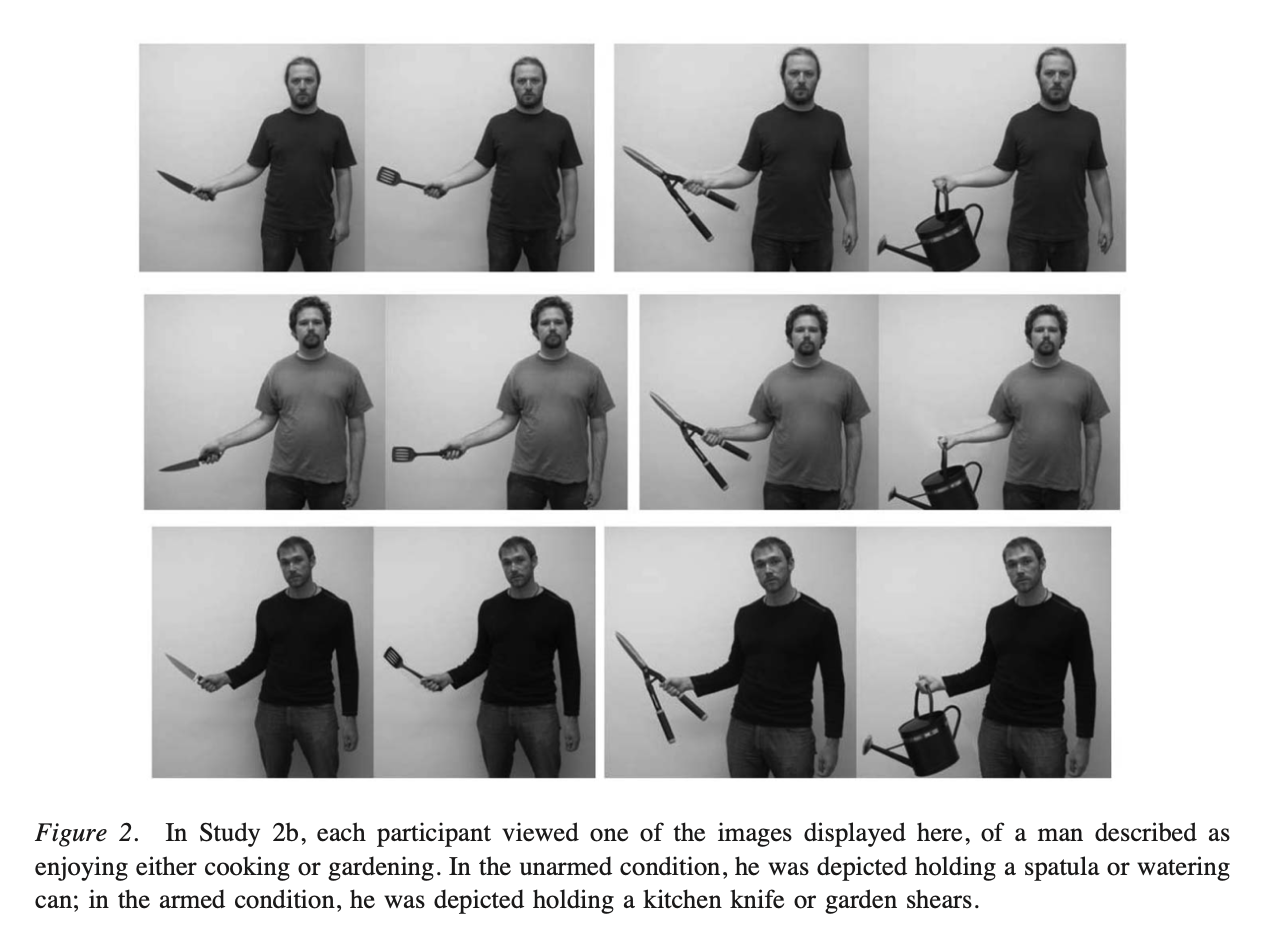 Figure 2. In Study 2b, each participant viewed one of the images displayed here, of a man described as
enjoying either cooking or gardening. In the unarmed condition, he was depicted holding a spatula or watering
can; in the armed condition, he was depicted holding a kitchen knife or garden shears.